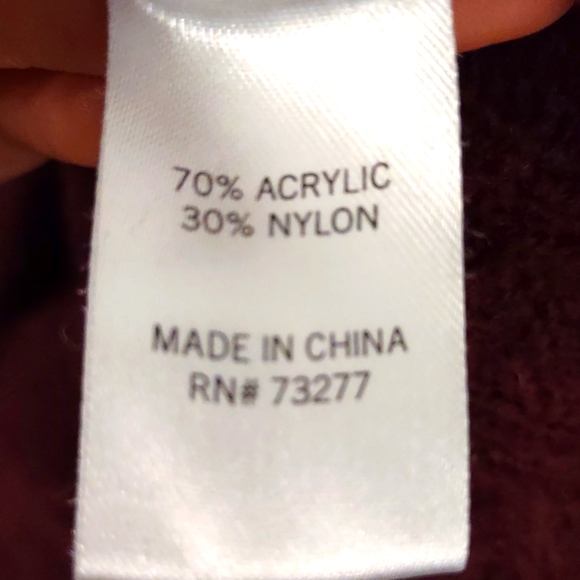 70% ACRYLIC
30% NYLON
MADE IN CHINA
RN# 73277